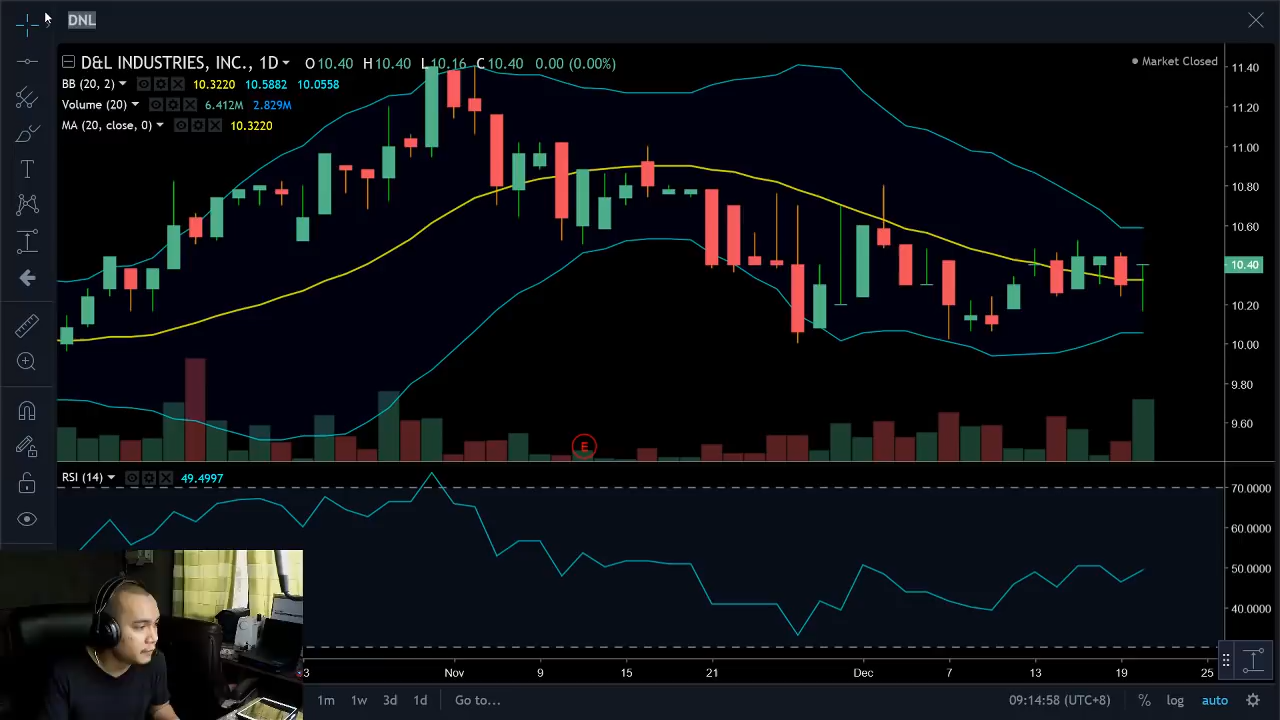 DNL
D&L INDUSTRIES, INC., 1D O10.40 H10.40 L10.16 C10.40 0.00 (0.00%)
Market Closed
BB (20, 2) 10.3220 10.5882 10.0558
Volume (20) 6.412M 2.829M
MA (20, close, 0) 10.3220
11.40
11.20
11.00
10.80
10.60
10.40
10.20
10.00
9.80
9.60
E
RSI (14) 49.4997
70.0000
60.0000
50.0000
40.0000
3 Nov 9 15 21 Dec 7 13 19 25
1m 1w 3d 1d Go to... 09:14:58 (UTC+8) % log auto